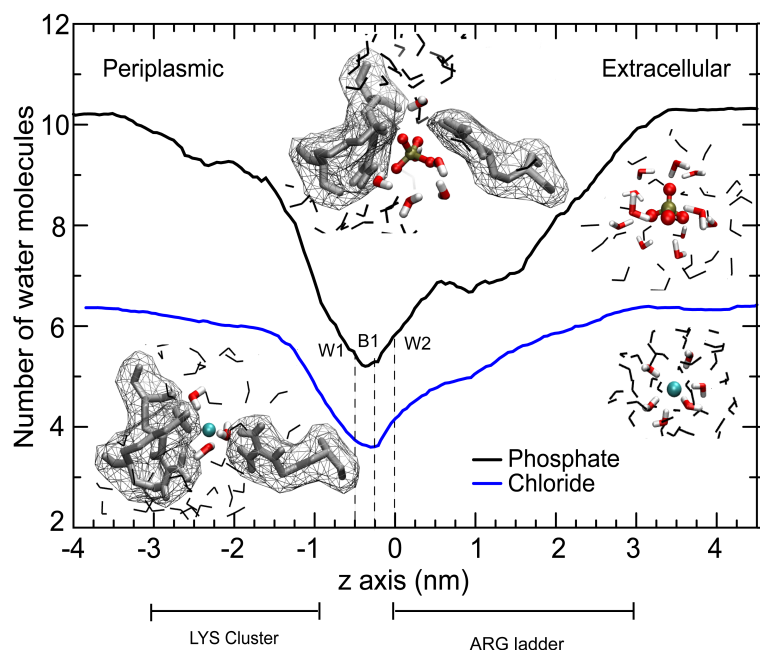 12
Periplasmic
Extracellular
10
Number of water molecules
8
6
W1
B1
W2
4
Phosphate
Chloride
2
-4 -3 -2 -1 0 1 2 3 4
z axis (nm)
LYS Cluster
ARG ladder